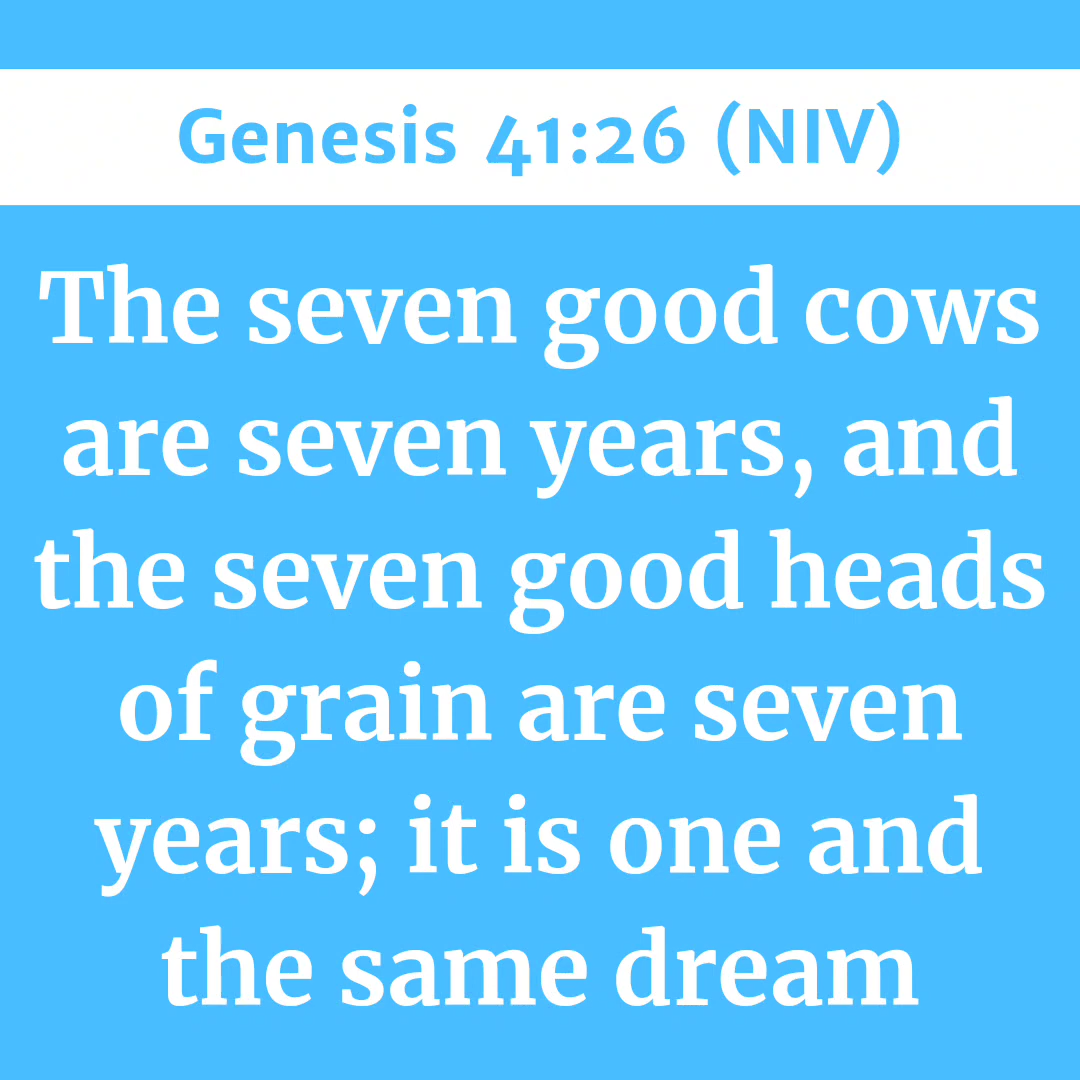 Genesis 41:26 (NIV)
The seven good cows
are seven years, and
the seven good heads
of grain are seven
years; it is one and
the same dream